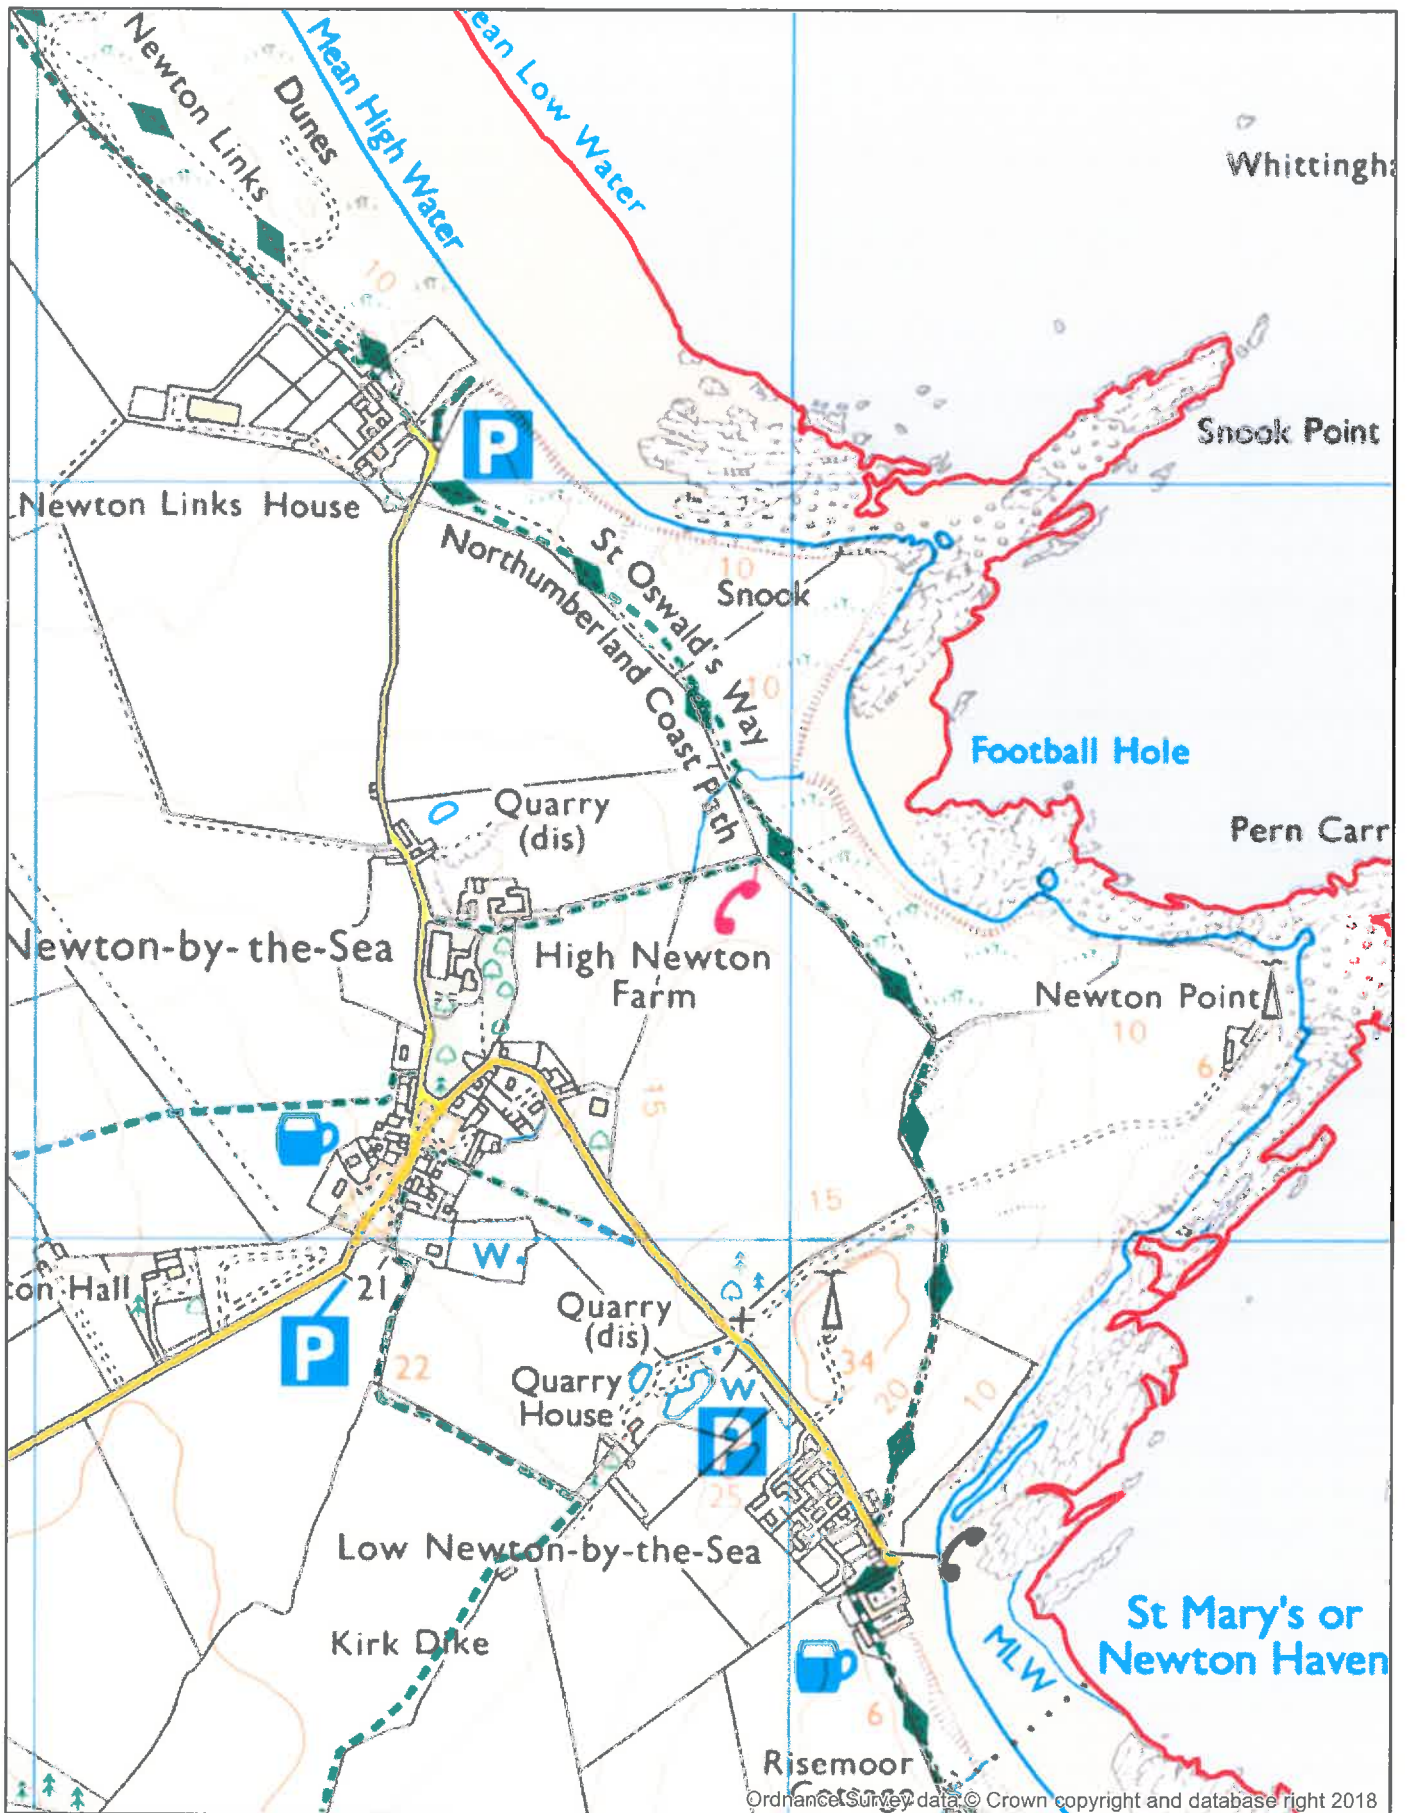 Newton Links
Dunes
Mean High Water
ean Low Water
Whittingh
10
Snook Point
P
Newton Links House
St Oswald's Way
Northumberland Coast Path
10
Snook
10
Football Hole
Quarry
(dis)
Pern Carr
Newton-by-the-Sea
High Newton
Farm
Newton Point
10
6
15
15
W
on Hall
21
P
Quarry
(dis)
22
34
20
10
Quarry
House
W
P
25
Low Newton-by-the-Sea
St Mary's or
Newton Haven
Kirk Dike
MLW
6
Risemoor
Cottage
Ordnance Survey data © Crown copyright and database right 2018